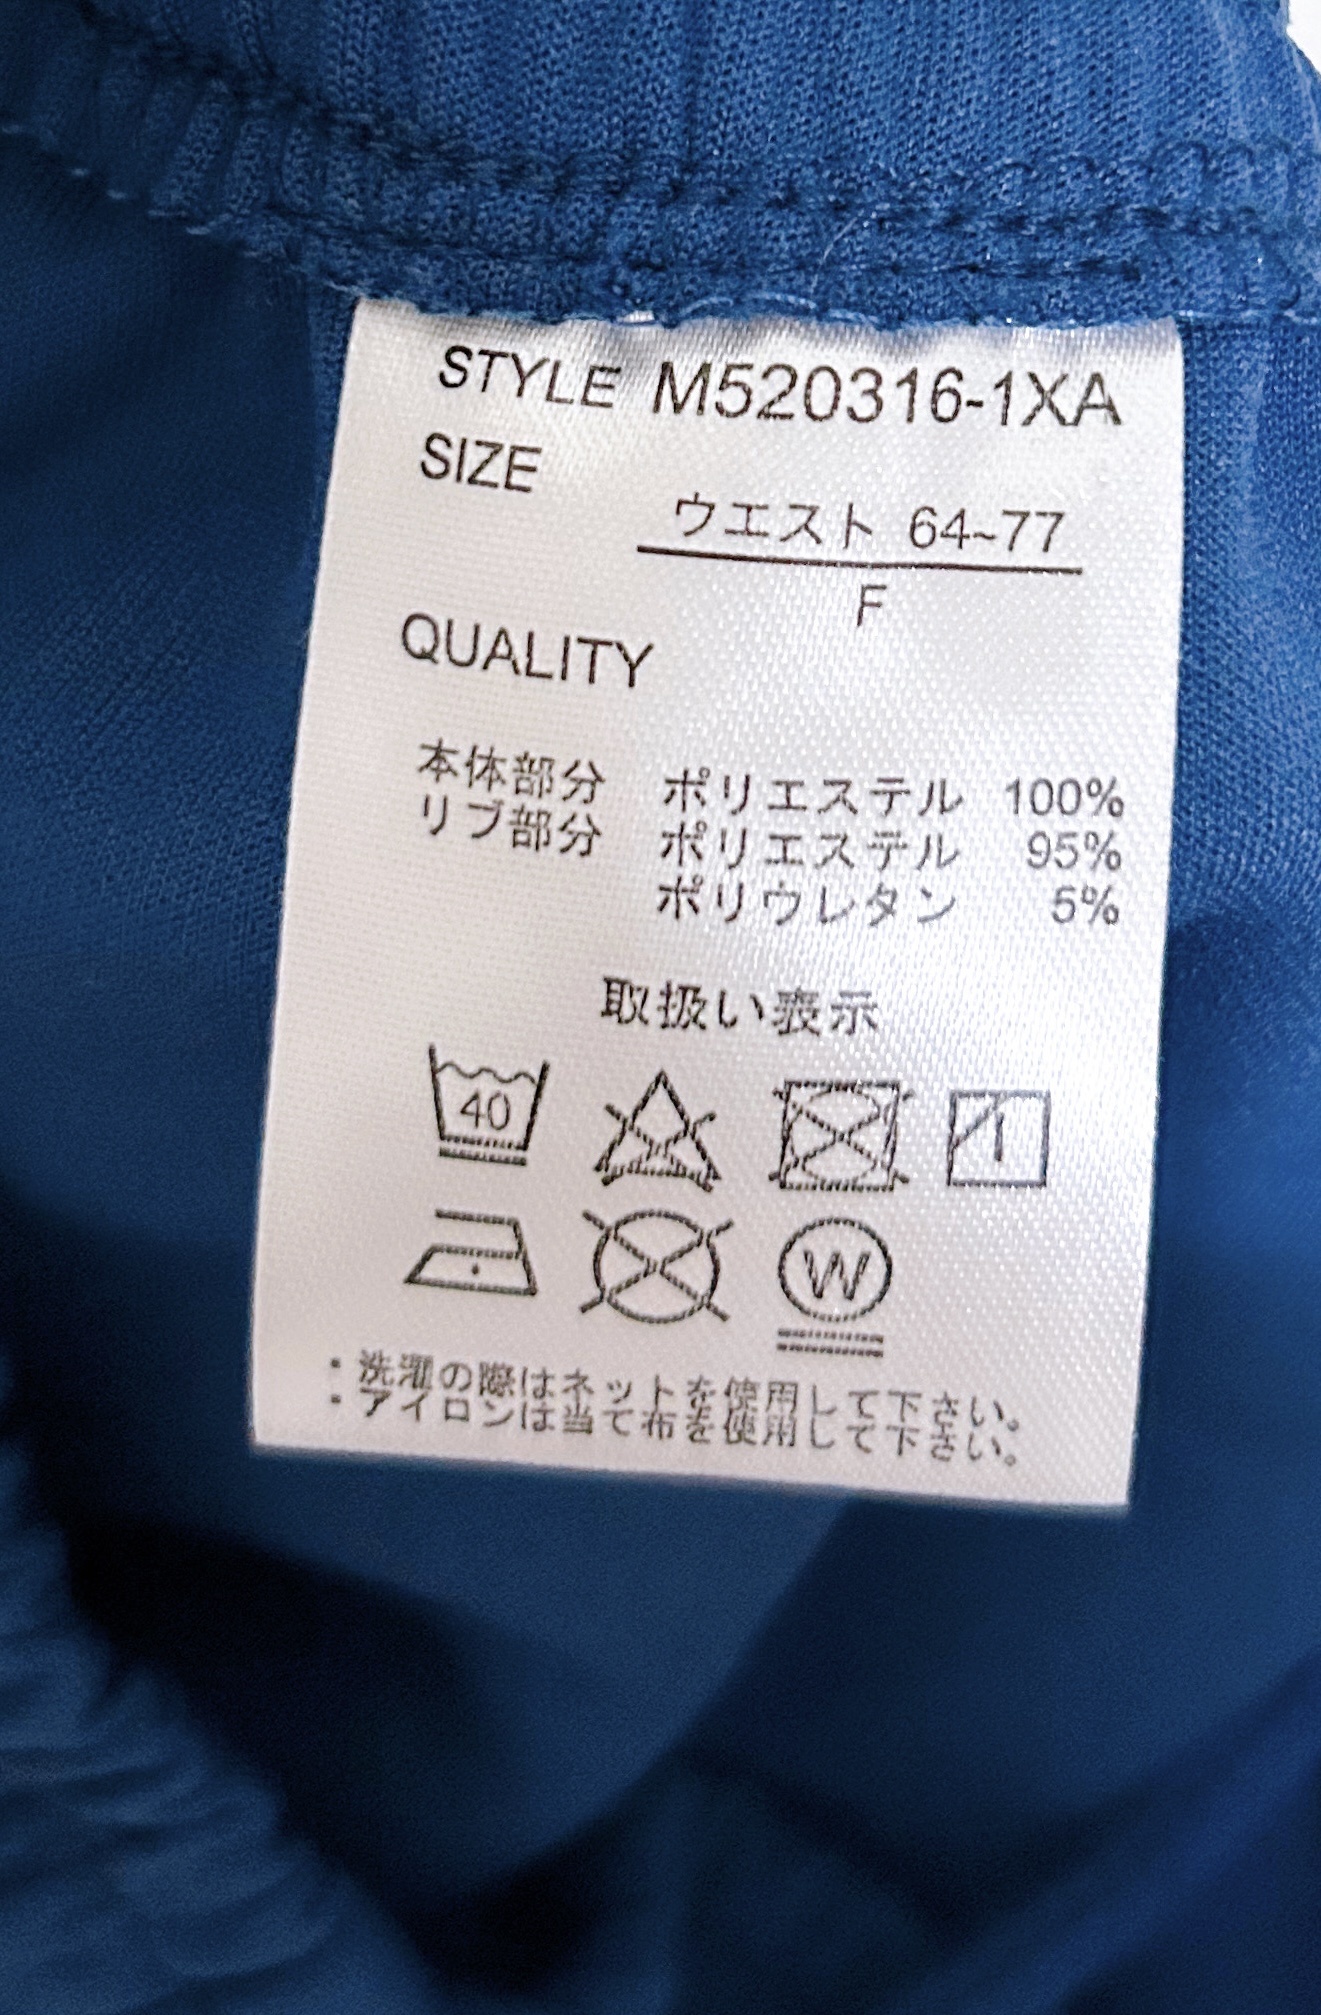 STYLE M520316-1XA
SIZE
ウエスト 64~77
F
QUALITY
本体部分 ポリエステル 100%
リブ部分 ポリエステル 95%
ポリウレタン 5%
取扱い表示
40
W
・洗濯の際はネットを使用して下さい。
・アイロンは当て布を使用して下さい。